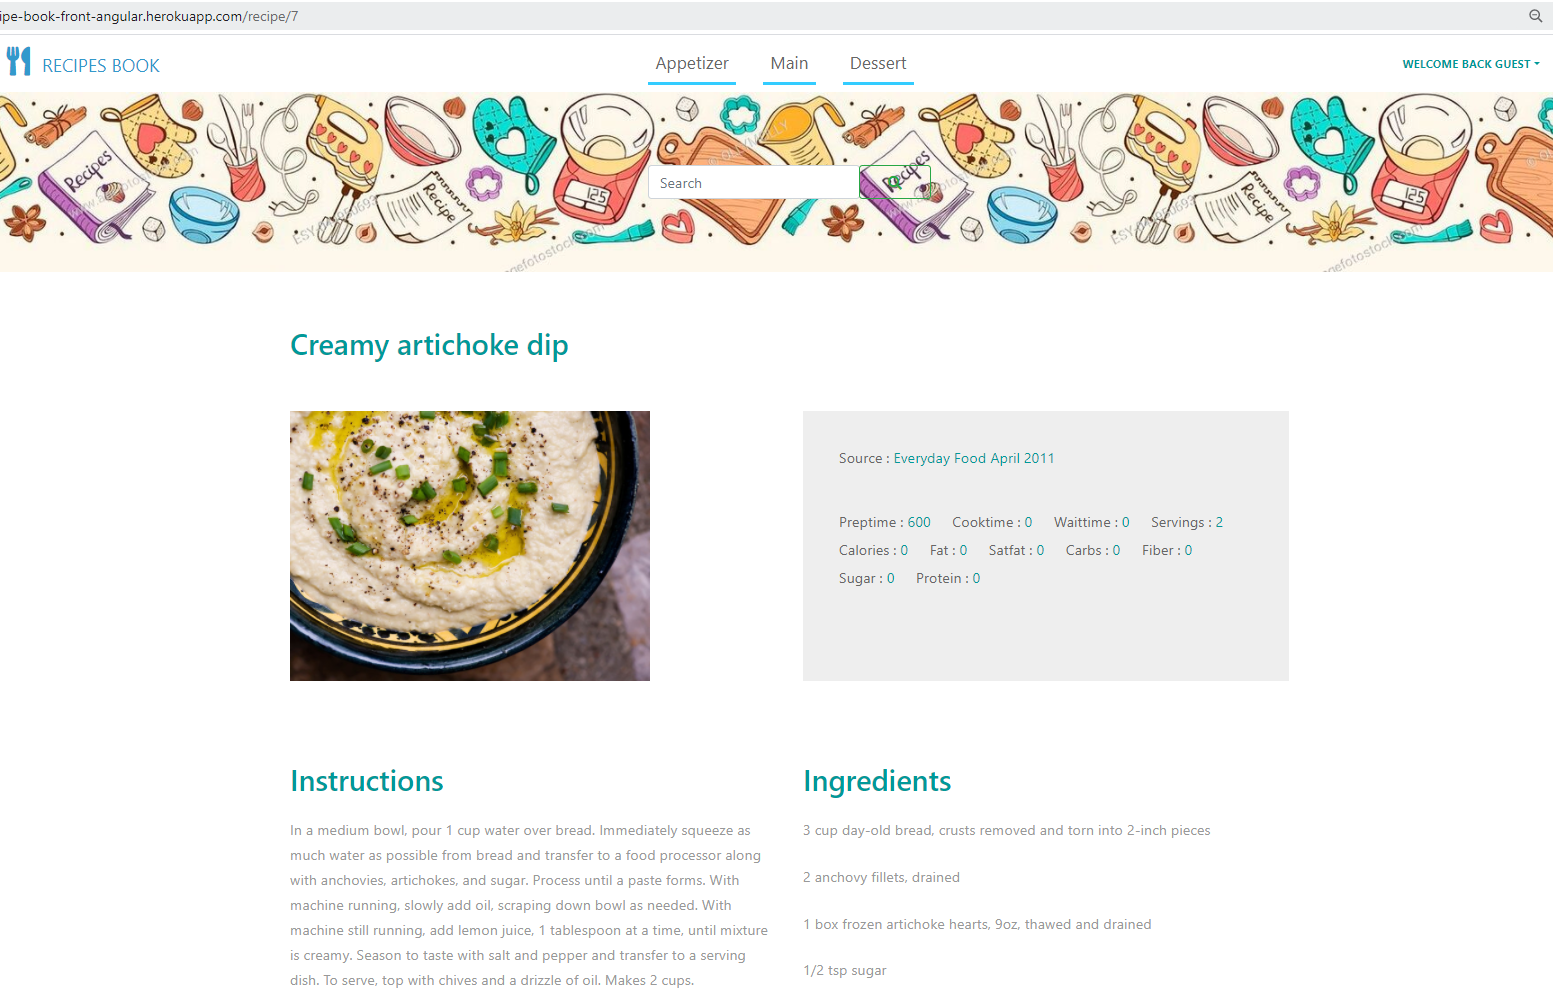 ipe-book-front-angular.herokuapp.com/recipe/7
RECIPES BOOK
Appetizer
Main
Dessert
WELCOME BACK GUEST
Recipes
Recipe
125
Recipes
Recipe
125
Search
Creamy artichoke dip
Source : Everyday Food April 2011
Preptime : 600 Cooktime : 0 Waittime : 0 Servings : 2
Calories : 0 Fat : 0 Satfat : 0 Carbs : 0 Fiber : 0
Sugar : 0 Protein : 0
Instructions
In a medium bowl, pour 1 cup water over bread. Immediately squeeze as
much water as possible from bread and transfer to a food processor along
with anchovies, artichokes, and sugar. Process until a paste forms. With
machine running, slowly add oil, scraping down bowl as needed. With
machine still running, add lemon juice, 1 tablespoon at a time, until mixture
is creamy. Season to taste with salt and pepper and transfer to a serving
dish. To serve, top with chives and a drizzle of oil. Makes 2 cups.
Ingredients
3 cup day-old bread, crusts removed and torn into 2-inch pieces
2 anchovy fillets, drained
1 box frozen artichoke hearts, 9oz, thawed and drained
1/2 tsp sugar